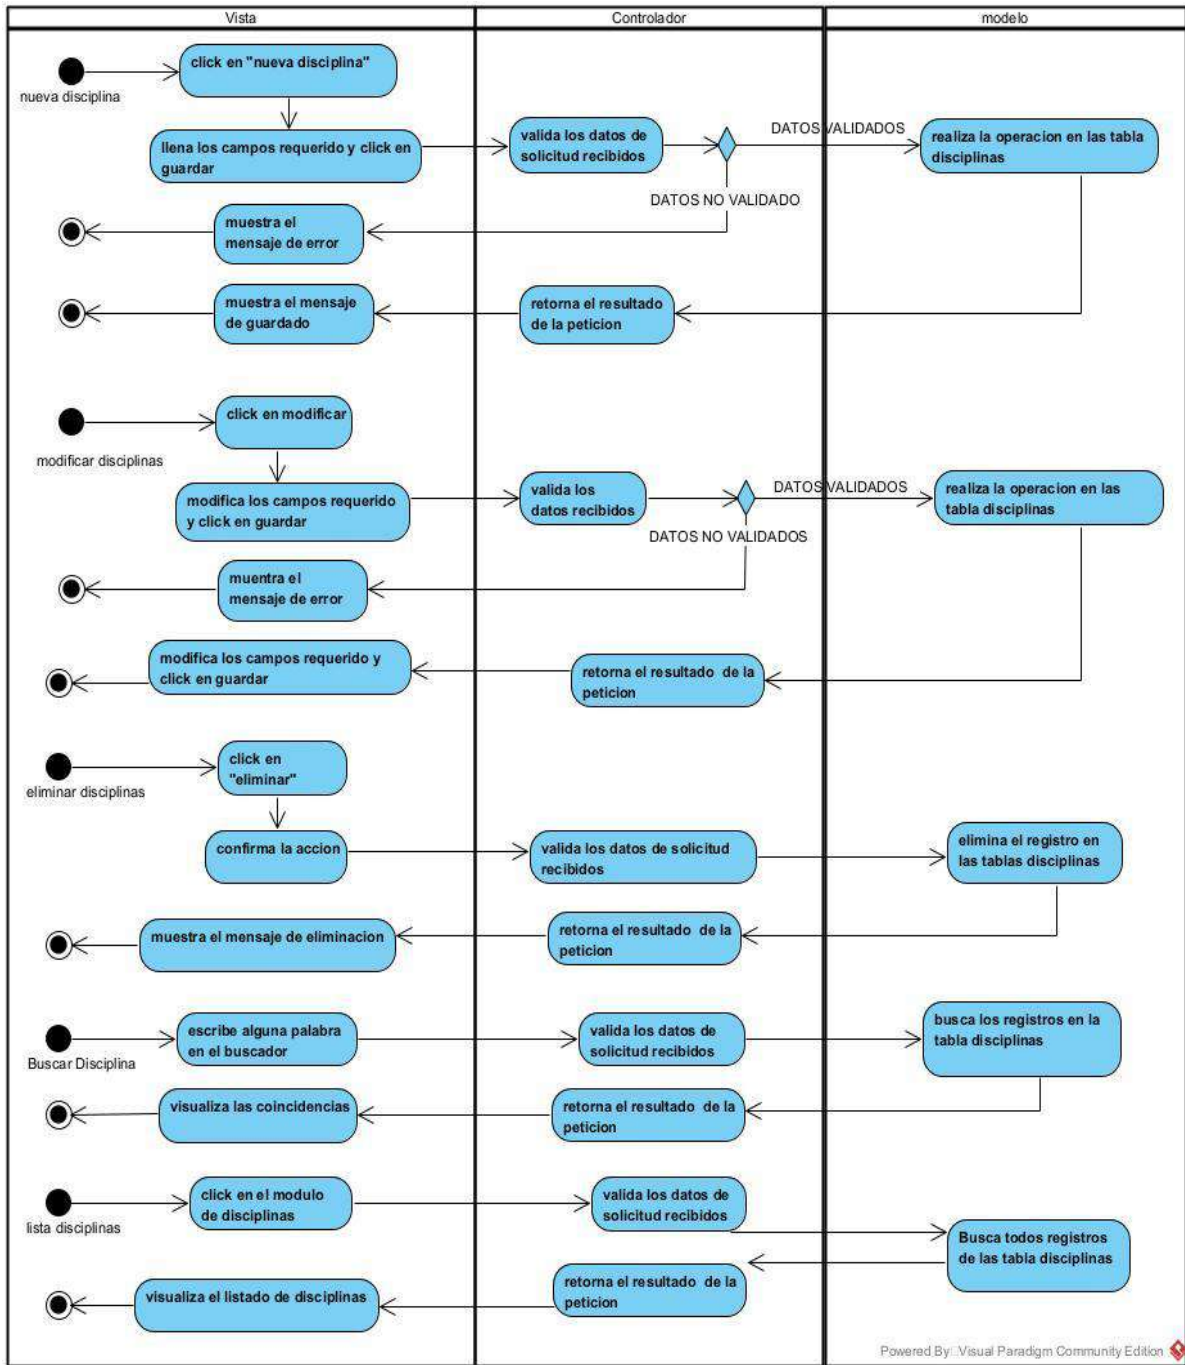 Vista
Controlador
modelo
nueva disciplina
click en "nueva disciplina"
llena los campos requerido y click en
guardar
valida los datos de
solicitud recibidos
DATOS VALIDADOS
realiza la operacion en las tabla
disciplinas
DATOS NO VALIDADO
muestra el
mensaje de error
muestra el mensaje
de guardado
retorna el resultado
de la peticion
modificar disciplinas
click en modificar
modifica los campos requerido
y click en guardar
valida los
datos recibidos
DATOS VALIDADOS
realiza la operacion en las
tabla disciplinas
DATOS NO VALIDADOS
muentra el
mensaje de error
modifica los campos requerido y
click en guardar
retorna el resultado de la
peticion
eliminar disciplinas
click en
"eliminar"
confirma la accion
valida los datos de solicitud
recibidos
elimina el registro en
las tablas disciplinas
muestra el mensaje de eliminacion
retorna el resultado de la
peticion
Buscar Disciplina
escribe alguna palabra
en el buscador
valida los datos de
solicitud recibidos
busca los registros en la
tabla disciplinas
visualiza las coincidencias
retorna el resultado de la
peticion
lista disciplinas
click en el modulo
de disciplinas
valida los datos de
solicitud recibidos
Busca todos registros
de las tabla disciplinas
visualiza el listado de disciplinas
retorna el resultado de la
peticion
Powered By Visual Paradigm Community Edition